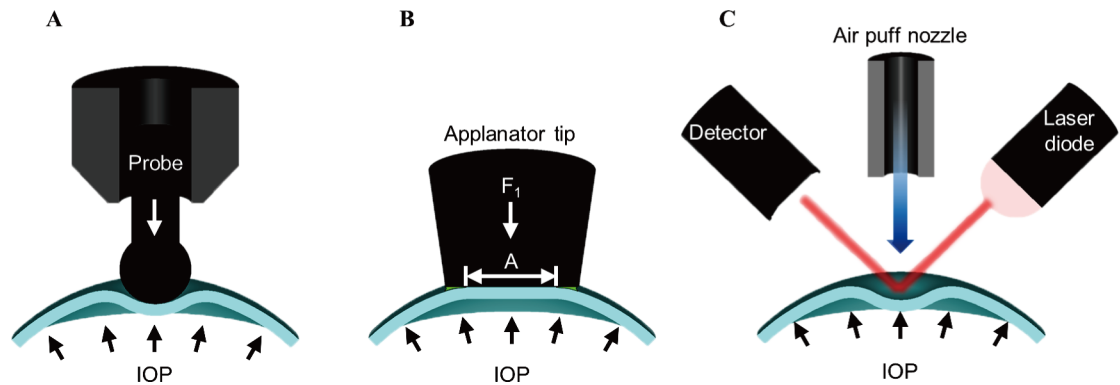 A
B
C
Probe
IOP
Applanator tip
F₁
A
IOP
Air puff nozzle
Detector
Laser
diode
IOP